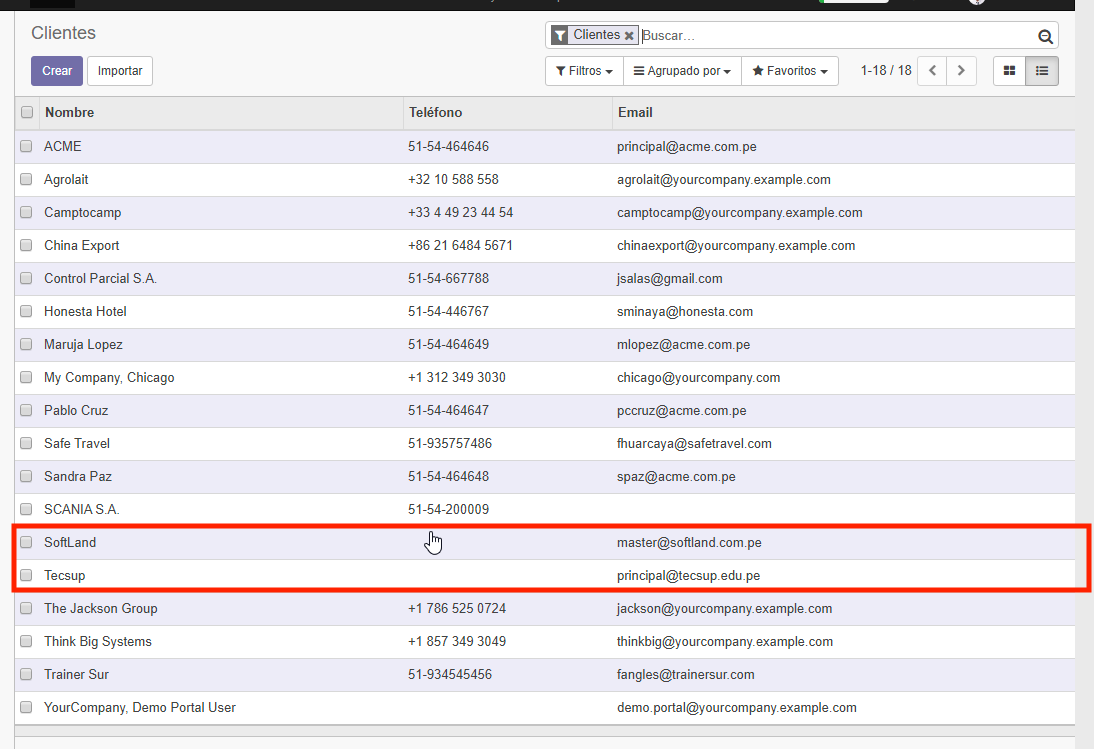 Clientes
Clientes ✖ Buscar...
Crear Importar
Filtros Agrupado por Favoritos 1-18 / 18
Nombre Teléfono Email
ACME 51-54-464646 principal@acme.com.pe
Agrolait +32 10 588 558 agrolait@yourcompany.example.com
Camptocamp +33 4 49 23 44 54 camptocamp@yourcompany.example.com
China Export +86 21 6484 5671 chinaexport@yourcompany.example.com
Control Parcial S.A. 51-54-667788 jsalas@gmail.com
Honesta Hotel 51-54-446767 sminaya@honesta.com
Maruja Lopez 51-54-464649 mlopez@acme.com.pe
My Company, Chicago +1 312 349 3030 chicago@yourcompany.com
Pablo Cruz 51-54-464647 pccruz@acme.com.pe
Safe Travel 51-935757486 fhuarcaya@safetravel.com
Sandra Paz 51-54-464648 spaz@acme.com.pe
SCANIA S.A. 51-54-200009
SoftLand master@softland.com.pe
Tecsup principal@tecsup.edu.pe
The Jackson Group +1 786 525 0724 jackson@yourcompany.example.com
Think Big Systems +1 857 349 3049 thinkbig@yourcompany.example.com
Trainer Sur 51-934545456 fangles@trainersur.com
YourCompany, Demo Portal User demo.portal@yourcompany.example.com